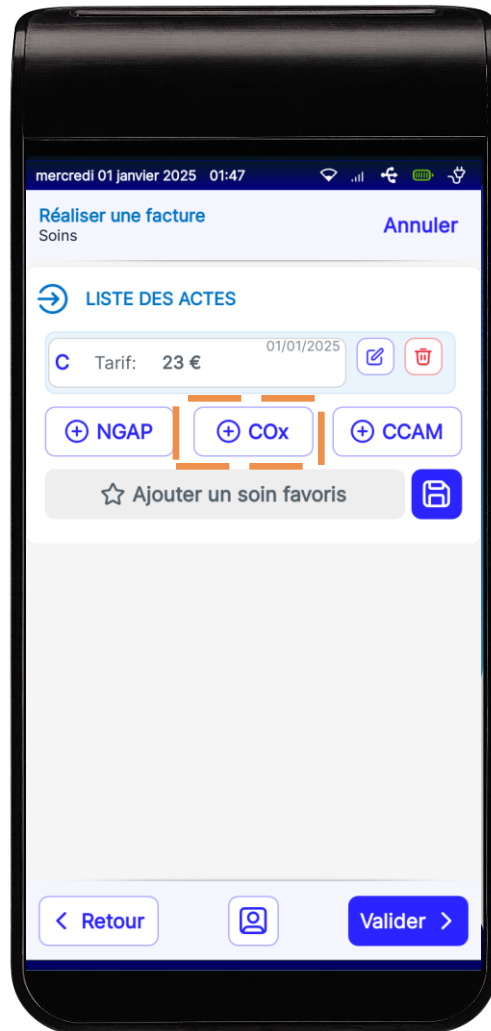 mercredi 01 janvier 2025 01:47
Réaliser une facture
Soins
Annuler
LISTE DES ACTES
01/01/2025
C Tarif: 23 €
NGAP COx CCAM
Ajouter un soin favoris
Retour Valider